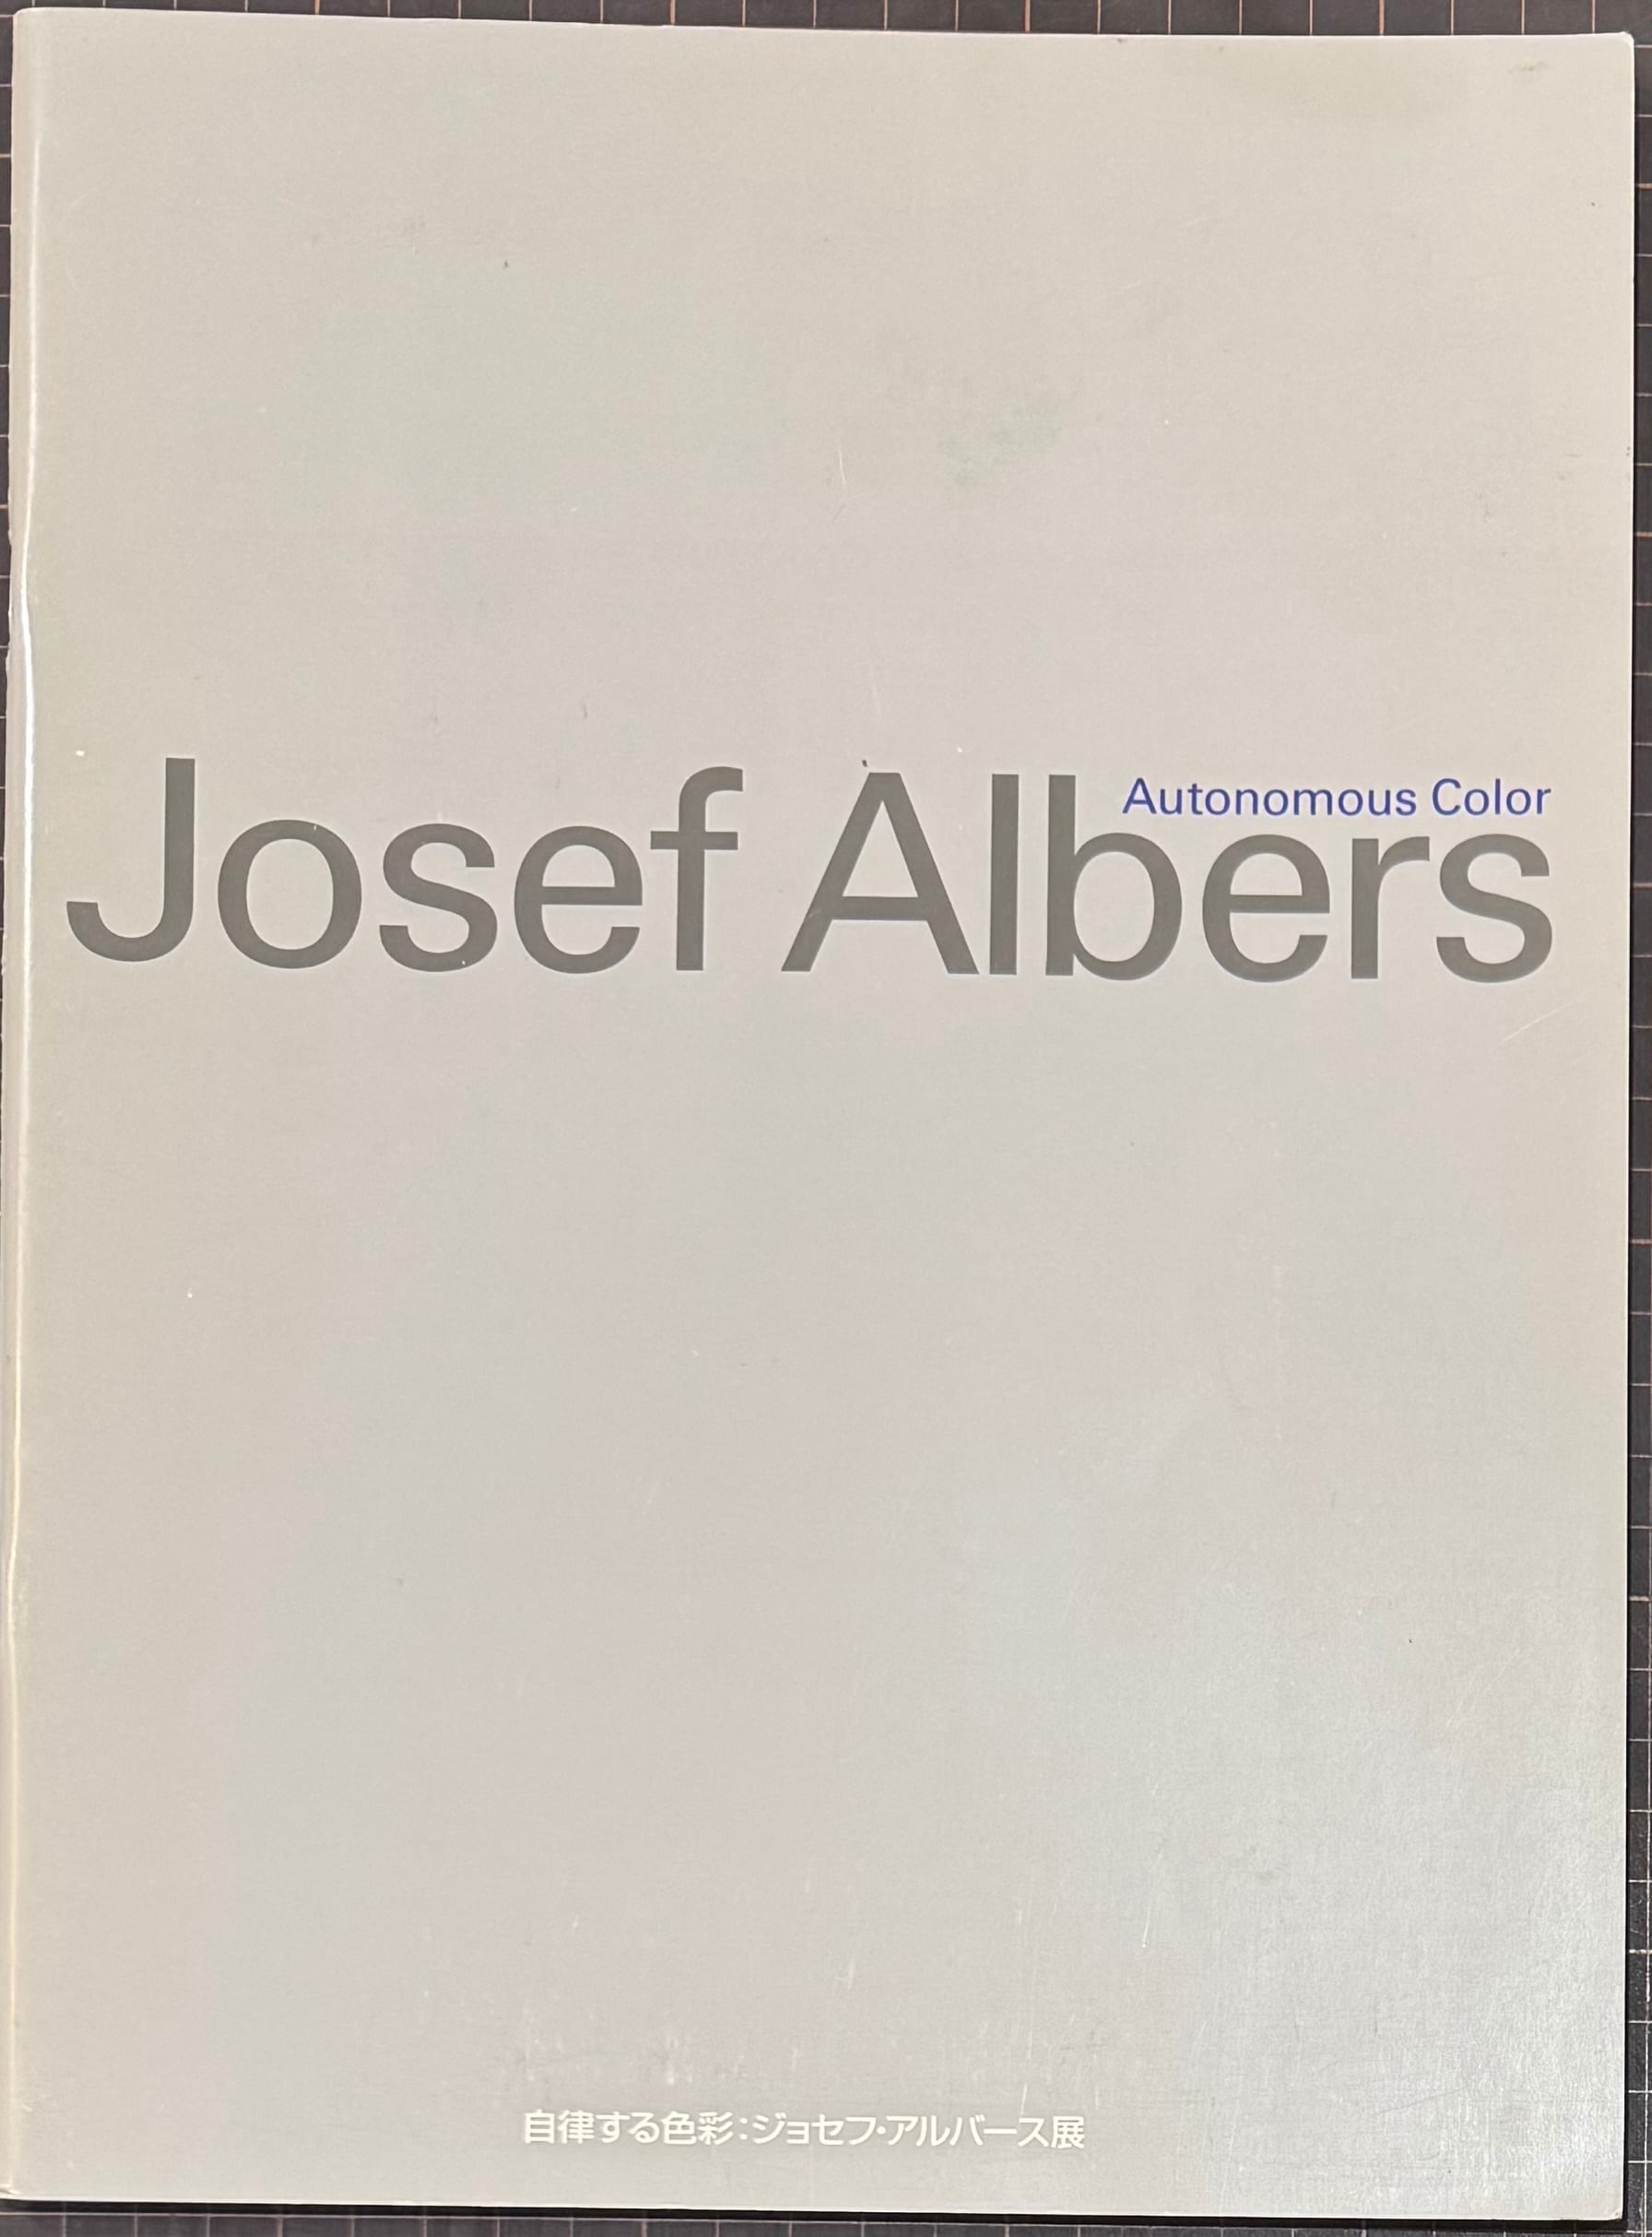 Autonomous Color
Josef Albers
自律する色彩:ジョセフ・アルバース展